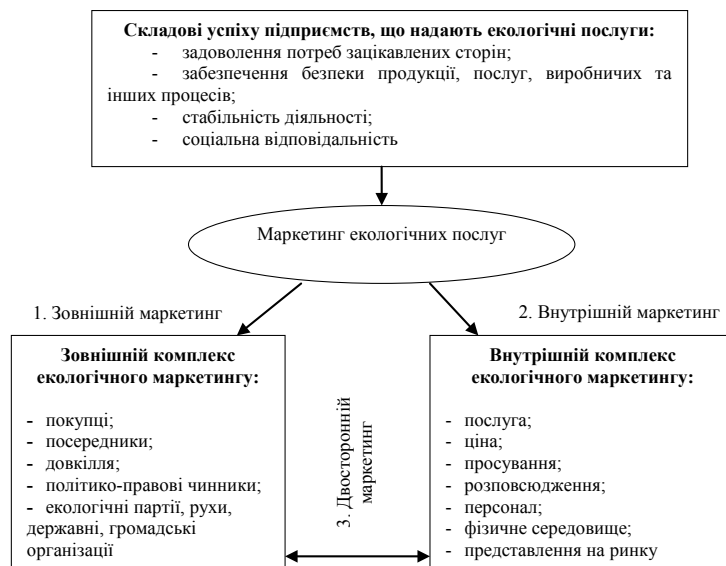 Складові успіху підприємств, що надають екологічні послуги:
- задоволення потреб зацікавлених сторін;
- забезпечення безпеки продукції, послуг, виробничих та
інших процесів;
- стабільність діяльності;
- соціальна відповідальність
Маркетинг екологічних послуг
1. Зовнішній маркетинг
2. Внутрішній маркетинг
Зовнішній комплекс
екологічного маркетингу:
- покупці;
- посередники;
- довкілля;
- політико-правові чинники;
- екологічні партії, рухи,
державні, громадські
організації
3. Двосторонній
маркетинг
Внутрішній комплекс
екологічного маркетингу:
- послуга;
- ціна;
- просування;
- розповсюдження;
- персонал;
- фізичне середовище;
- представлення на ринку